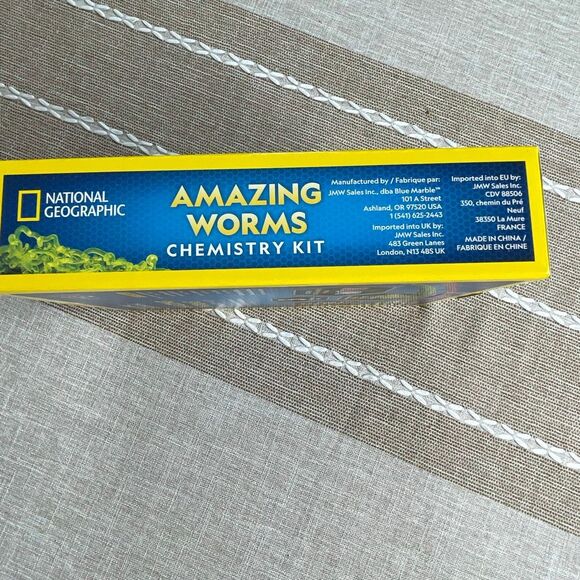 NATIONAL
GEOGRAPHIC
AMAZING
WORMS
CHEMISTRY KIT
Manufactured by / Fabrique par:
JMW Sales Inc., dba Blue Marble™
101 A Street
Ashland, OR 97520 USA
1 (541) 625-2443
Imported into UK by:
JMW Sales Inc.
483 Green Lanes
London, N13 4BS UK
Imported into EU by:
JMW Sales Inc.
CDV 88506
350, chemin du Pré
Neuf
38350 La Mure
FRANCE
MADE IN CHINA /
FABRIQUE EN CHINE